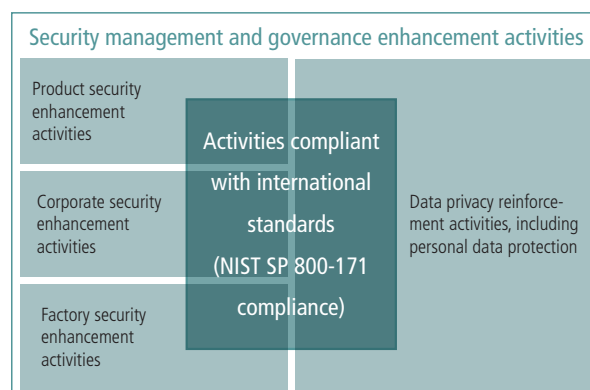 Security management and governance enhancement activities
Product security
enhancement
activities
Corporate security
enhancement
activities
Factory security
enhancement
activities
Activities compliant
with international
standards
(NIST SP 800-171
compliance)
Data privacy reinforce-
ment activities, including
personal data protection